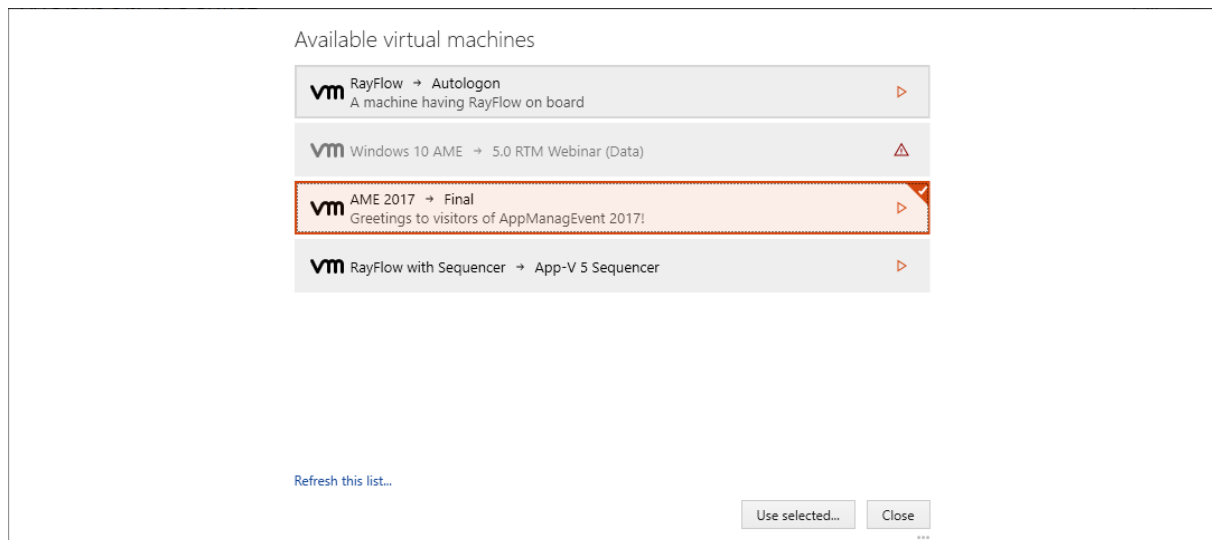 Available virtual machines
vm RayFlow → Autologon
A machine having RayFlow on board
vm Windows 10 AME → 5.0 RTM Webinar (Data)
vm AME 2017 → Final
Greetings to visitors of AppManagEvent 2017!
vm RayFlow with Sequencer → App-V 5 Sequencer
Refresh this list...
Use selected... Close